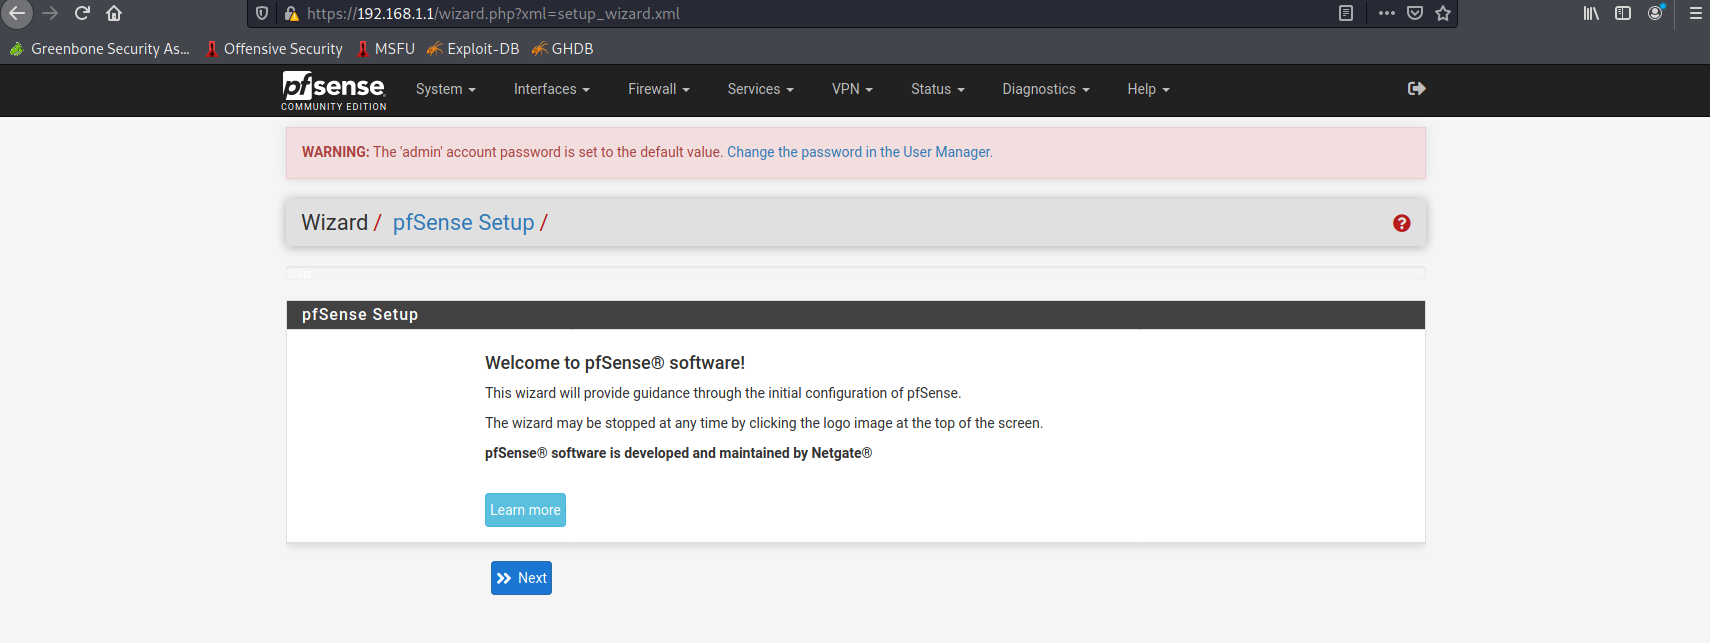 https://192.168.1.1/wizard.php?xml=setup_wizard.xml
Greenbone Security As... Offensive Security MSFU Exploit-DB GHDB
pfsense COMMUNITY EDITION System Interfaces Firewall Services VPN Status Diagnostics Help
WARNING: The 'admin' account password is set to the default value. Change the password in the User Manager.
Wizard / pfSense Setup /
Step
pfSense Setup
Welcome to pfSense® software!
This wizard will provide guidance through the initial configuration of pfSense.
The wizard may be stopped at any time by clicking the logo image at the top of the screen.
pfSense® software is developed and maintained by Netgate®
Learn more
Next